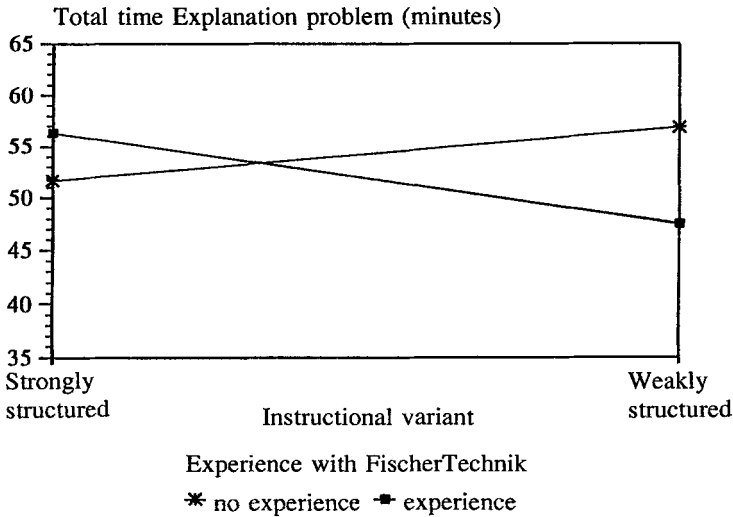 Total time Explanation problem (minutes)
65
60
55
50
45
40
35
Strongly structured
Weakly structured
Instructional variant
Experience with FischerTechnik
no experience experience